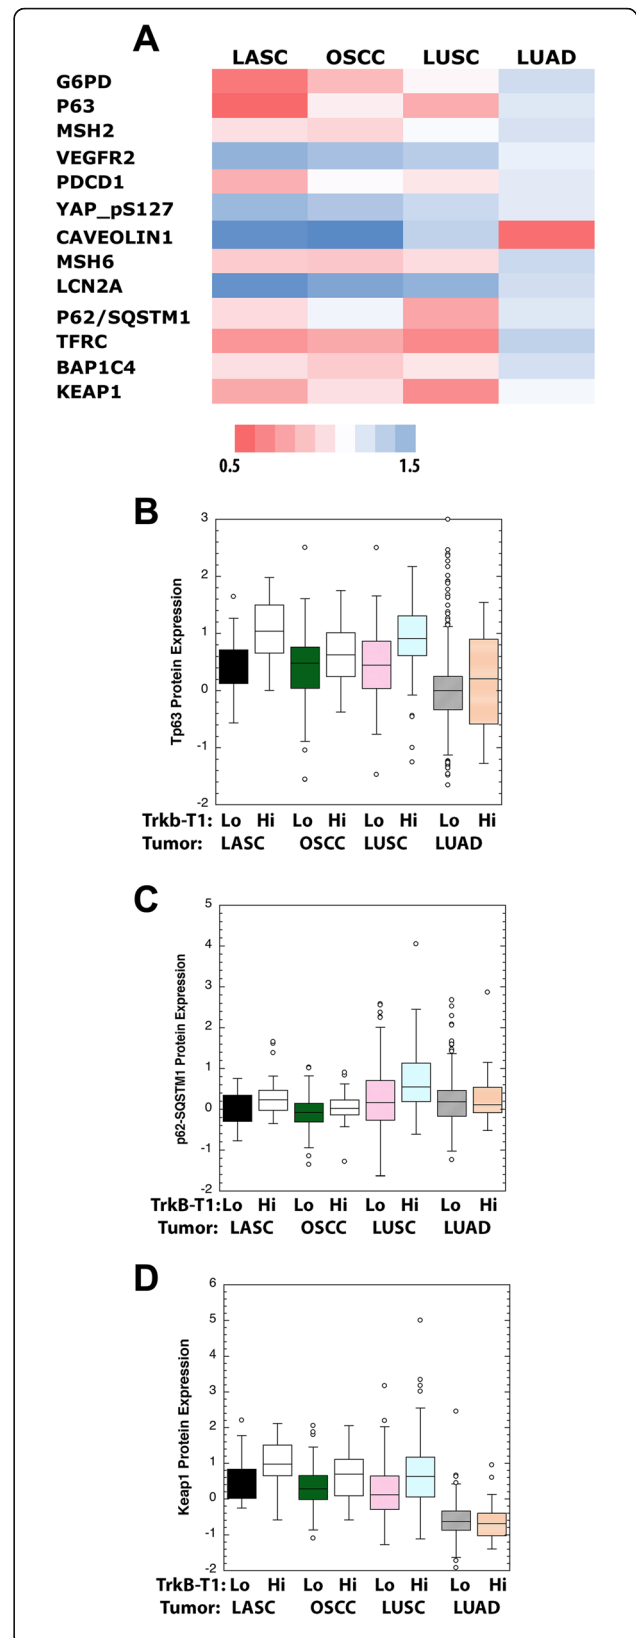 A
LASC OSCC LUSC LUAD
G6PD
P63
MSH2
VEGFR2
PDCD1
YAP_pS127
CAVEOLIN1
MSH6
LCN2A
P62/SQSTM1
TFRC
BAP1C4
KEAP1
0.5 1.5
B
Tp63 Protein Expression
3
2
1
0
-1
-2
Trkb-T1: Lo Hi Lo Hi Lo Hi Lo Hi
Tumor: LASC OSCC LUSC LUAD
C
p62-SQSTM1 Protein Expression
5
4
3
2
1
0
-1
-2
TrkB-T1: Lo Hi Lo Hi Lo Hi Lo Hi
Tumor: LASC OSCC LUSC LUAD
D
Keap1 Protein Expression
6
5
4
3
2
1
0
-1
-2
TrkB-T1: Lo Hi Lo Hi Lo Hi Lo Hi
Tumor: LASC OSCC LUSC LUAD